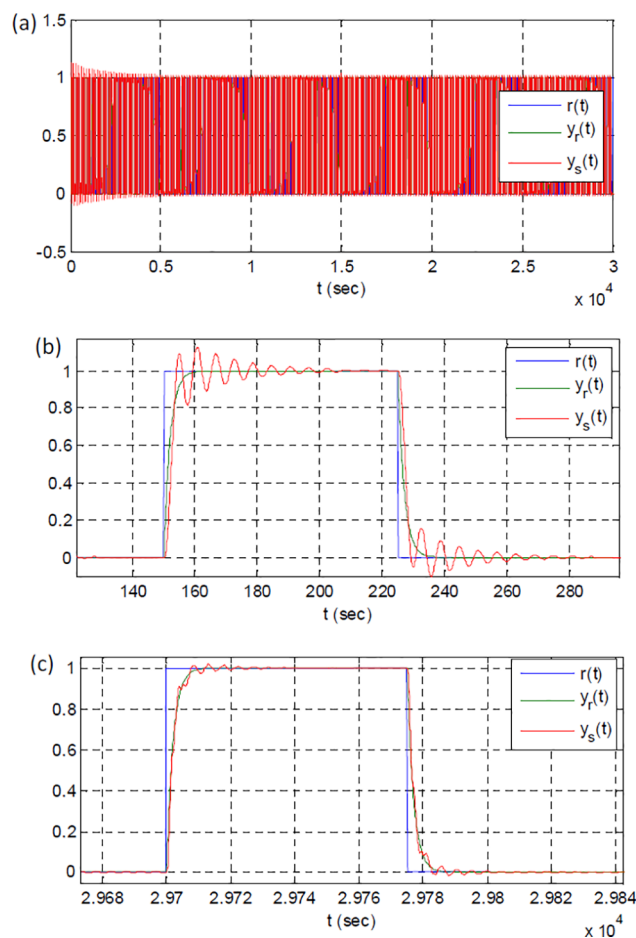 (a)
1.5
1
0.5
0
-0.5
r(t)
y_r(t)
y_s(t)
0 0.5 1 1.5 2 2.5 3
t (sec)
x 10^4
(b)
1
0.8
0.6
0.4
0.2
0
r(t)
y_r(t)
y_s(t)
140 160 180 200 220 240 260 280
t (sec)
(c)
1
0.8
0.6
0.4
0.2
0
r(t)
y_r(t)
y_s(t)
2.968 2.97 2.972 2.974 2.976 2.978 2.98 2.982 2.984
t (sec)
x 10^4